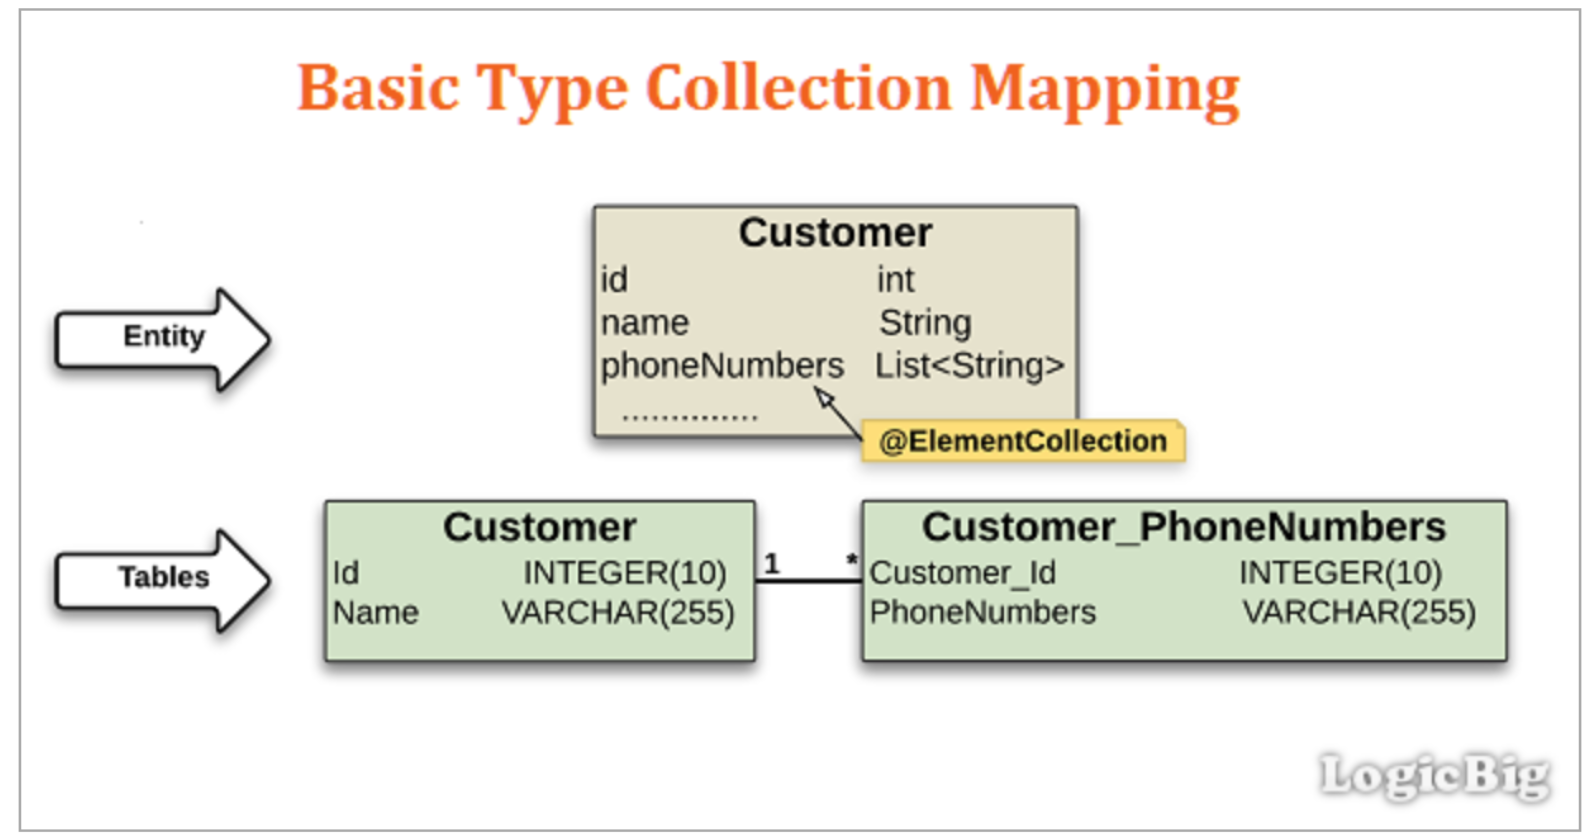 Basic Type Collection Mapping
Entity
Customer
id int
name String
phoneNumbers List<String>
..............
@ElementCollection
Tables
Customer
Id INTEGER(10)
Name VARCHAR(255)
1 *
Customer_PhoneNumbers
Customer_Id INTEGER(10)
PhoneNumbers VARCHAR(255)
LogicBig